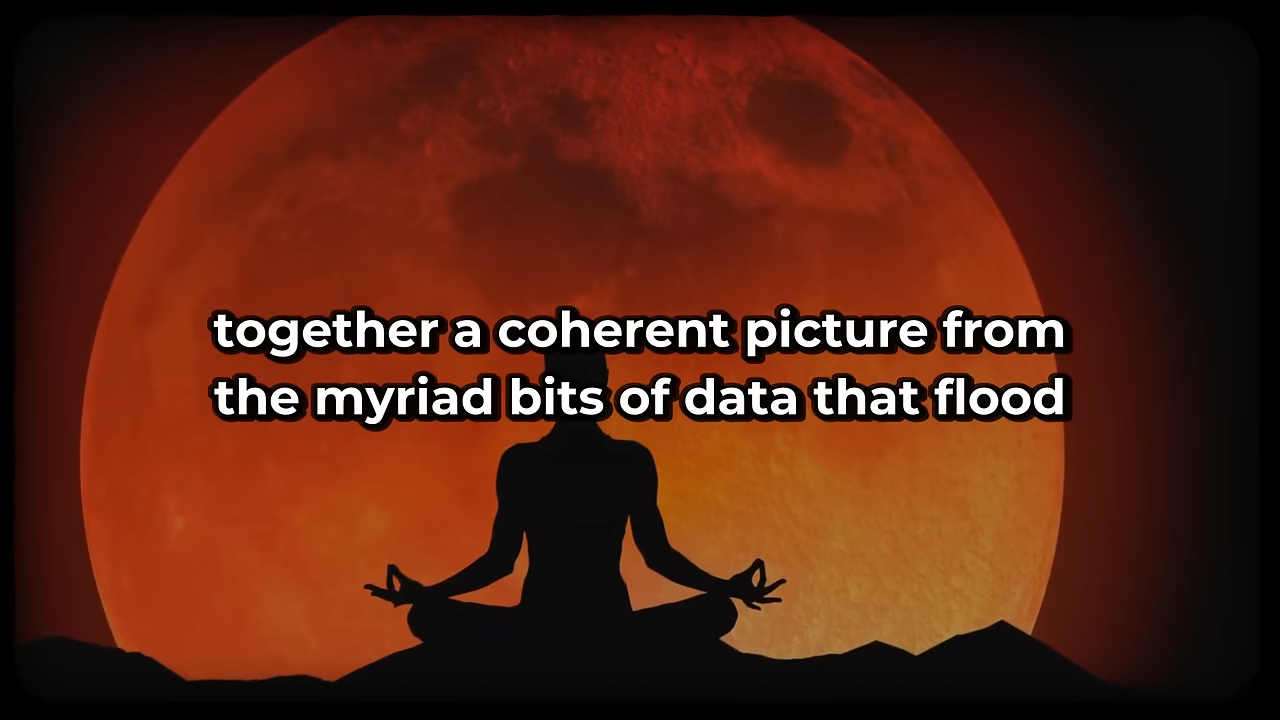 together a coherent picture from
the myriad bits of data that flood